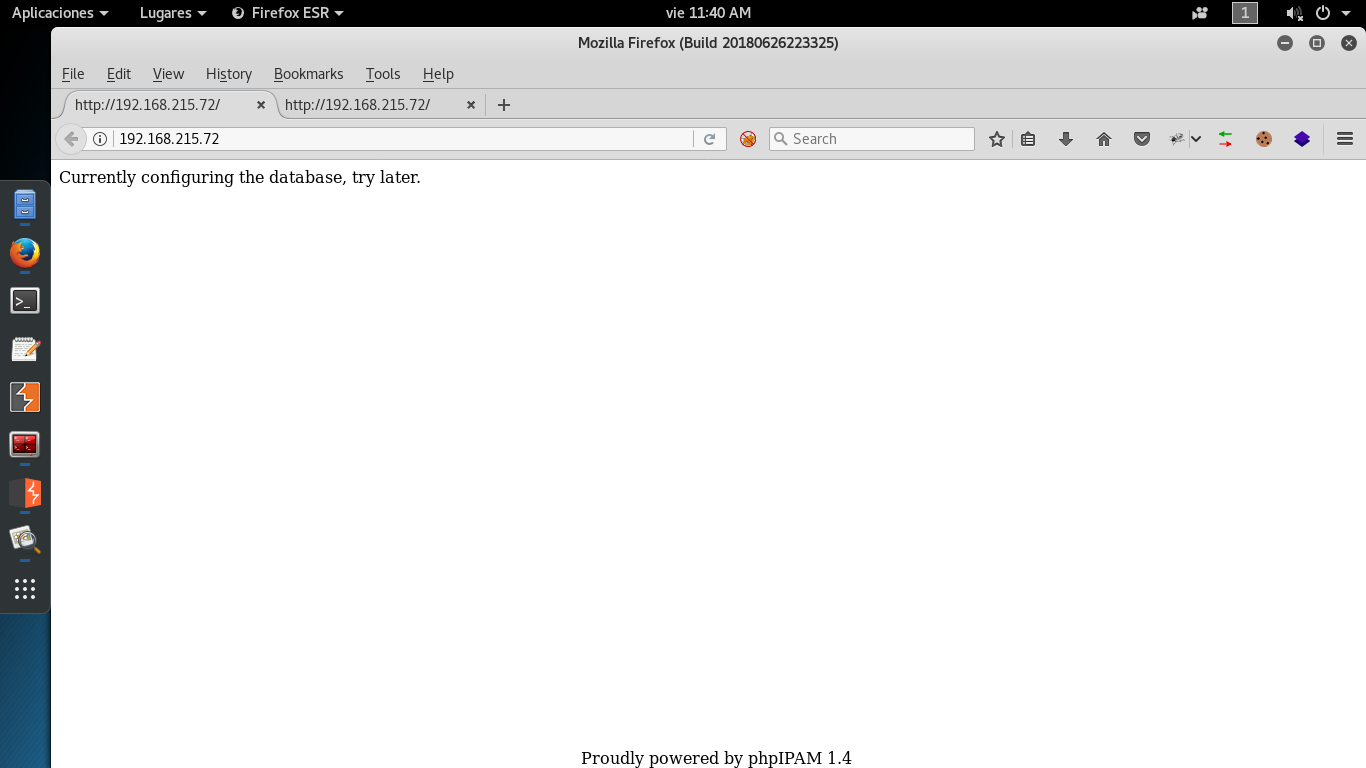 Aplicaciones Lugares Firefox ESR vie 11:40 AM 1
Mozilla Firefox (Build 20180626223325)
File Edit View History Bookmarks Tools Help
http://192.168.215.72/ http://192.168.215.72/
192.168.215.72 Search
Currently configuring the database, try later.
Proudly powered by phpIPAM 1.4